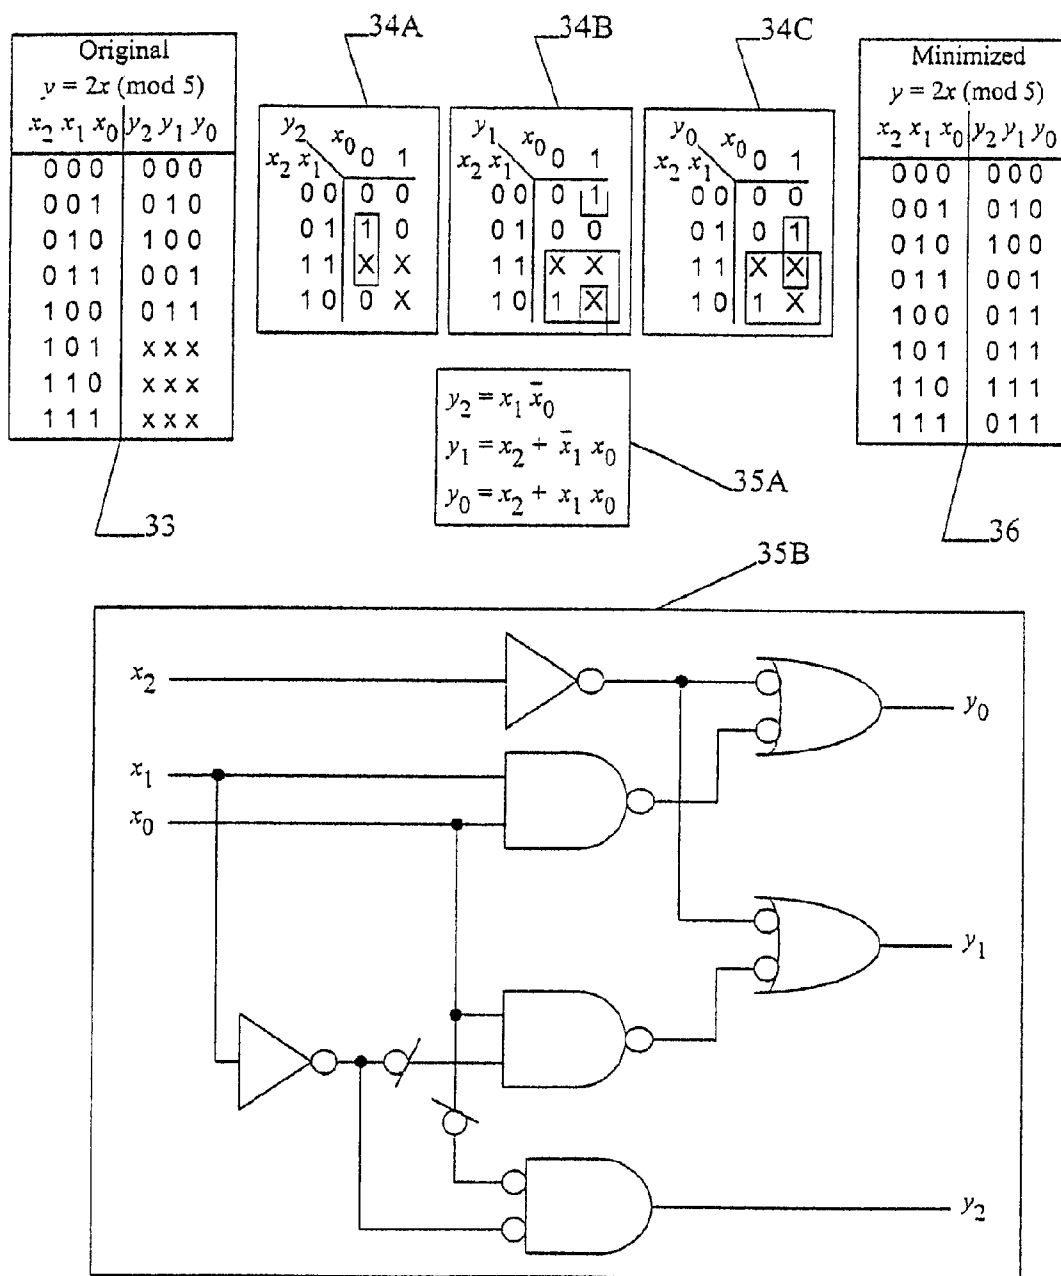 34A
34B
34C
Original
y = 2x (mod 5)
x2 x1 x0 y2 y1 y0
0 0 0 0 0 0
0 0 1 0 1 0
0 1 0 1 0 0
0 1 1 0 0 1
1 0 0 0 1 1
1 0 1 x x x
1 1 0 x x x
1 1 1 x x x
33
y2 x0 0 1
x2 x1
0 0 0 0
0 1 1 0
1 1 X X
1 0 0 X
y1 x0 0 1
x2 x1
0 0 0 1
0 1 0 0
1 1 X X
1 0 1 X
y0 x0 0 1
x2 x1
0 0 0 0
0 1 0 1
1 1 X X
1 0 1 X
Minimized
y = 2x (mod 5)
x2 x1 x0 y2 y1 y0
0 0 0 0 0 0
0 0 1 0 1 0
0 1 0 1 0 0
0 1 1 0 0 1
1 0 0 0 1 1
1 0 1 0 1 1
1 1 0 1 1 1
1 1 1 0 1 1
36
y2 = x1 x̄0
y1 = x2 + x̄1 x0
y0 = x2 + x1 x0
35A
35B
x2
y0
x1
x0
y1
y2